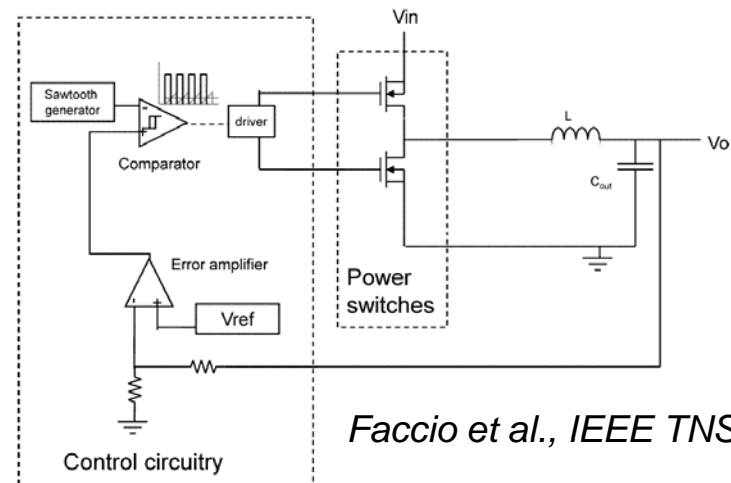 Vin
Sawtooth
generator
-
+
Comparator
driver
L
Vo
Cout
Error amplifier
-
+
Vref
Power
switches
Faccio et al., IEEE TNS
Control circuitry